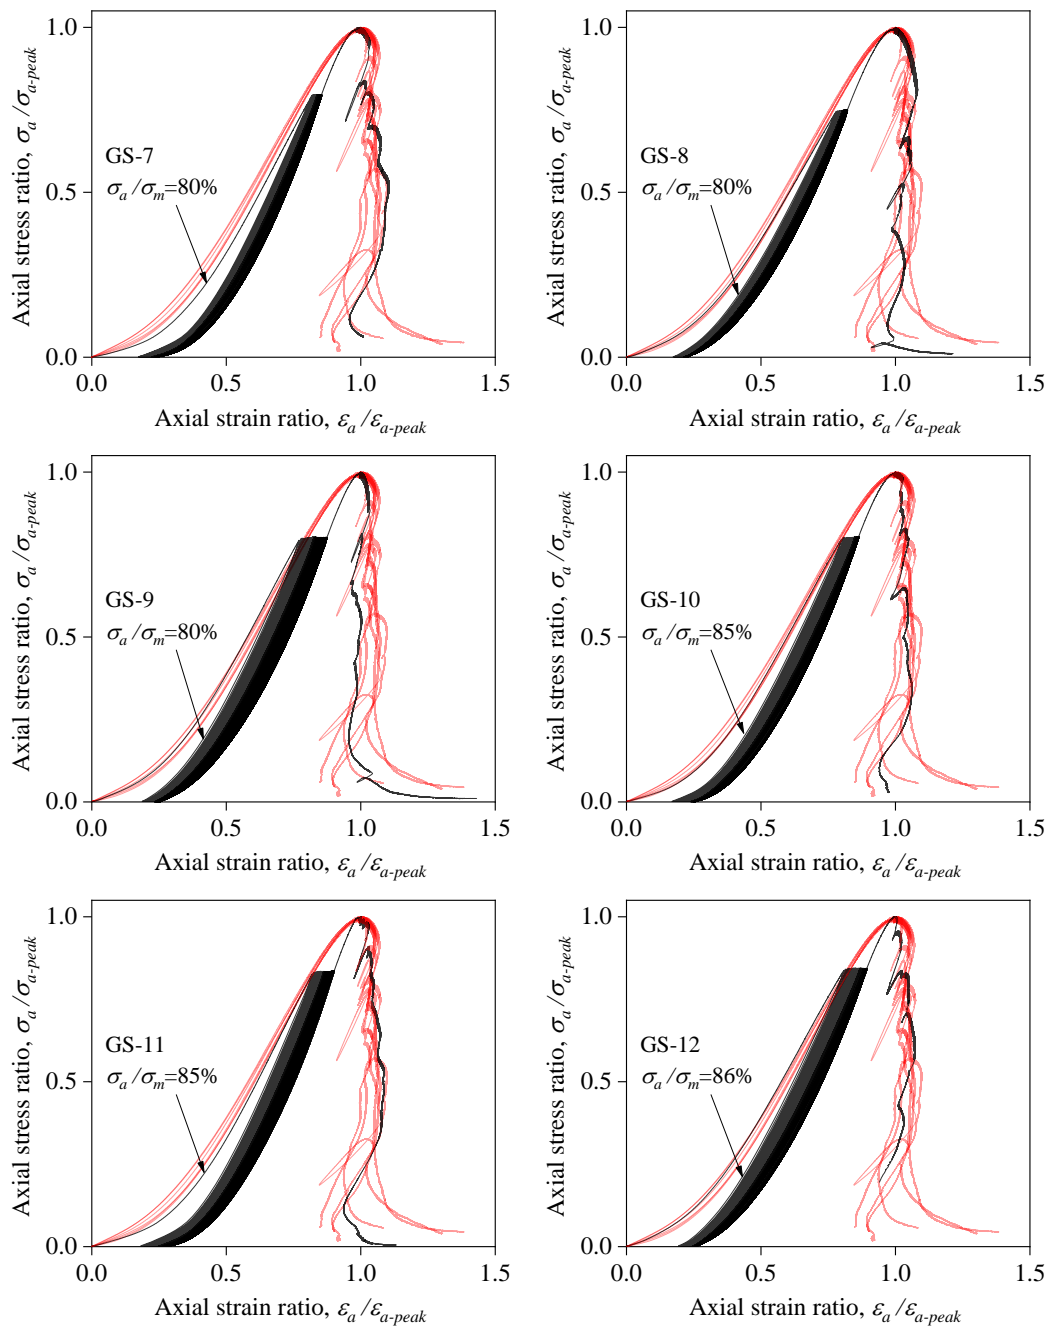 1.0
0.5
0.0
Axial stress ratio, σa/σa-peak
GS-7
σa/σm=80%
0.0 0.5 1.0 1.5
Axial strain ratio, εa/εa-peak
1.0
0.5
0.0
Axial stress ratio, σa/σa-peak
GS-8
σa/σm=80%
0.0 0.5 1.0 1.5
Axial strain ratio, εa/εa-peak
1.0
0.5
0.0
Axial stress ratio, σa/σa-peak
GS-9
σa/σm=80%
0.0 0.5 1.0 1.5
Axial strain ratio, εa/εa-peak
1.0
0.5
0.0
Axial stress ratio, σa/σa-peak
GS-10
σa/σm=85%
0.0 0.5 1.0 1.5
Axial strain ratio, εa/εa-peak
1.0
0.5
0.0
Axial stress ratio, σa/σa-peak
GS-11
σa/σm=85%
0.0 0.5 1.0 1.5
Axial strain ratio, εa/εa-peak
1.0
0.5
0.0
Axial stress ratio, σa/σa-peak
GS-12
σa/σm=86%
0.0 0.5 1.0 1.5
Axial strain ratio, εa/εa-peak